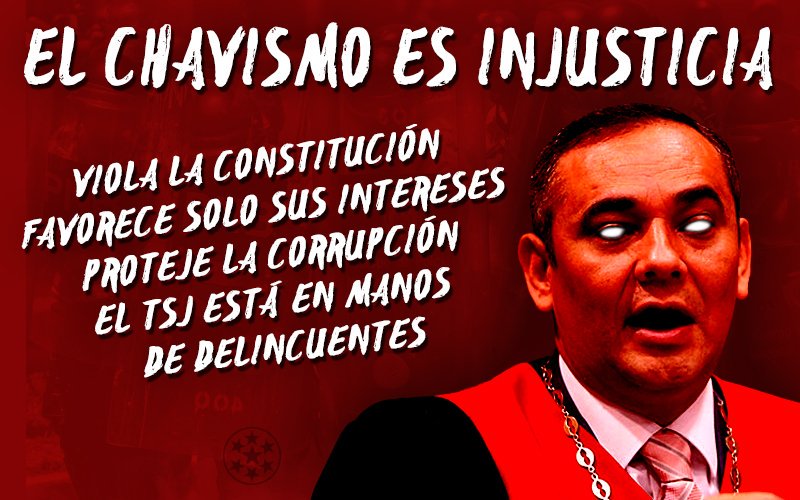 EL CHAVISMO ES INJUSTICIA
VIOLA LA CONSTITUCIÓN
FAVORECE SOLO SUS INTERESES
PROTEJE LA CORRUPCIÓN
EL TSJ ESTÁ EN MANOS
DE DELINCUENTES